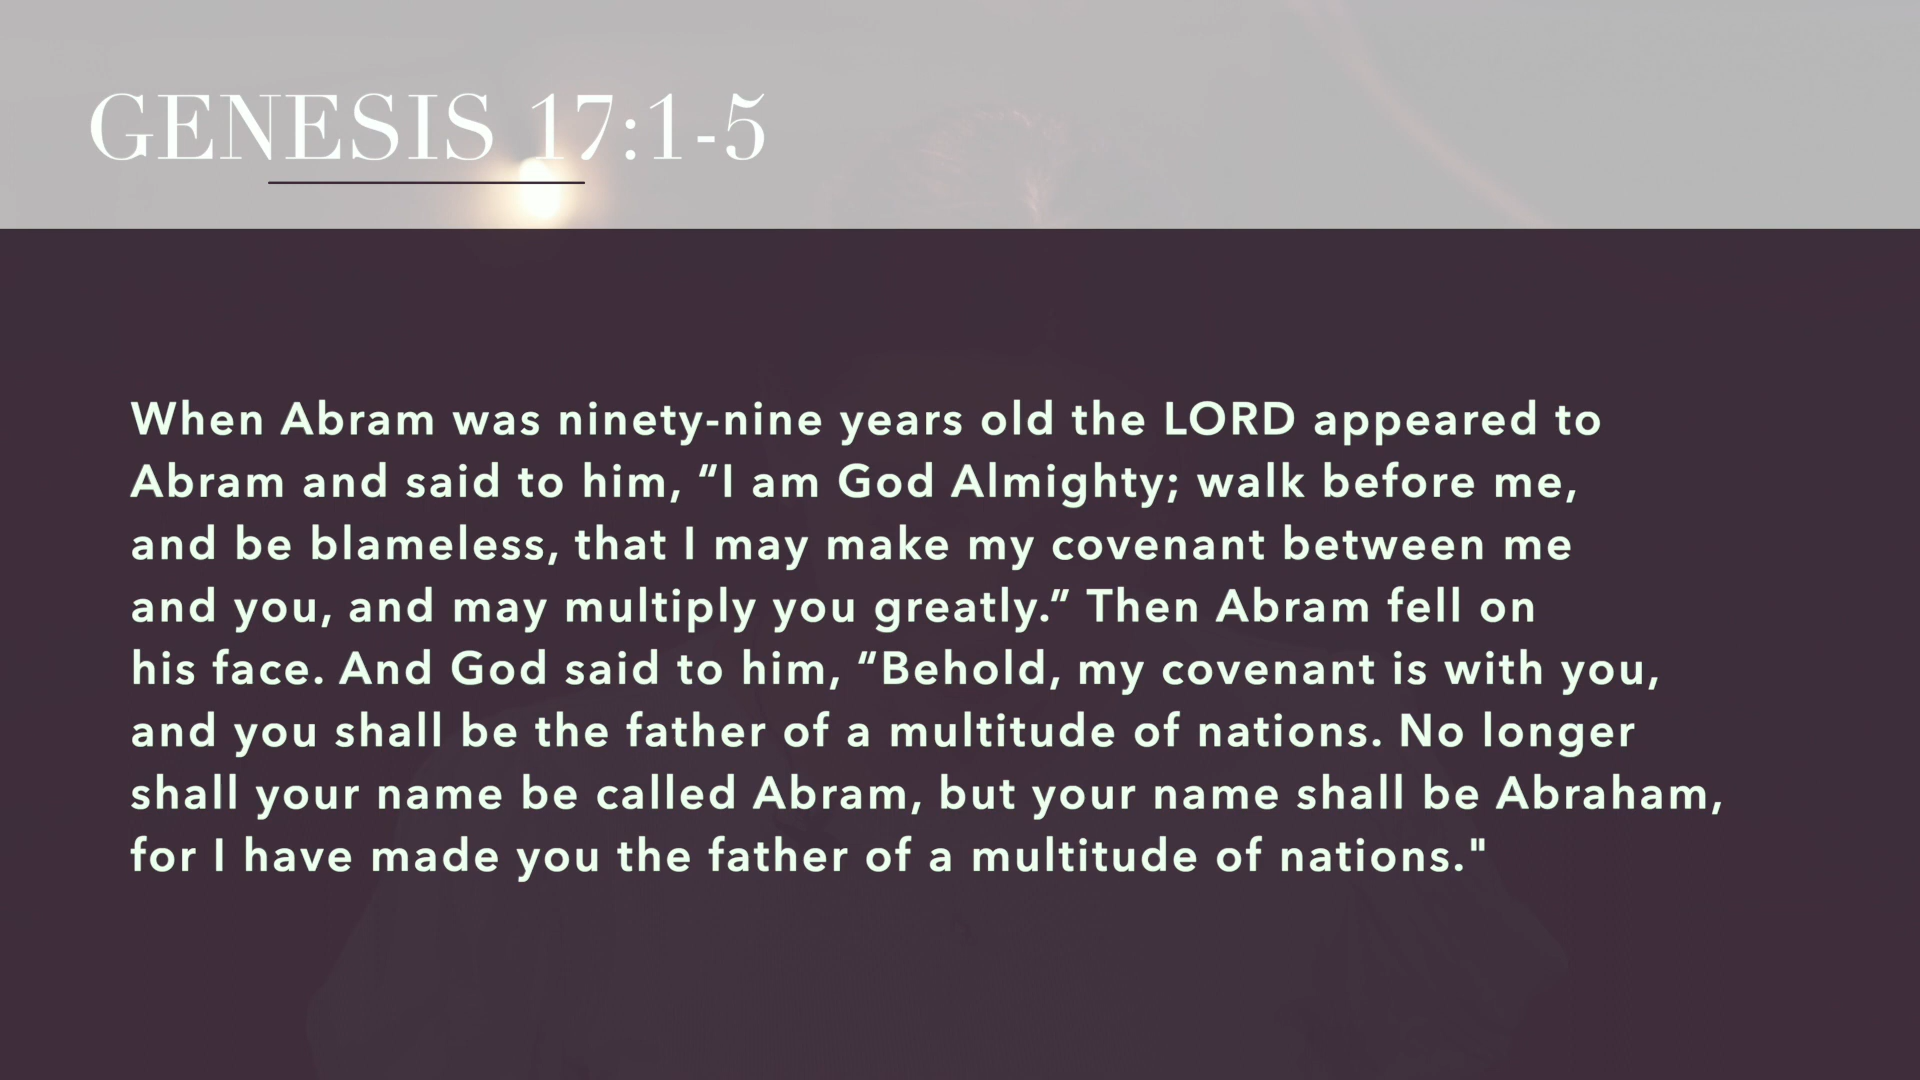 GENESIS 17:1-5
When Abram was ninety-nine years old the LORD appeared to
Abram and said to him, “I am God Almighty; walk before me,
and be blameless, that I may make my covenant between me
and you, and may multiply you greatly.” Then Abram fell on
his face. And God said to him, “Behold, my covenant is with you,
and you shall be the father of a multitude of nations. No longer
shall your name be called Abram, but your name shall be Abraham,
for I have made you the father of a multitude of nations."